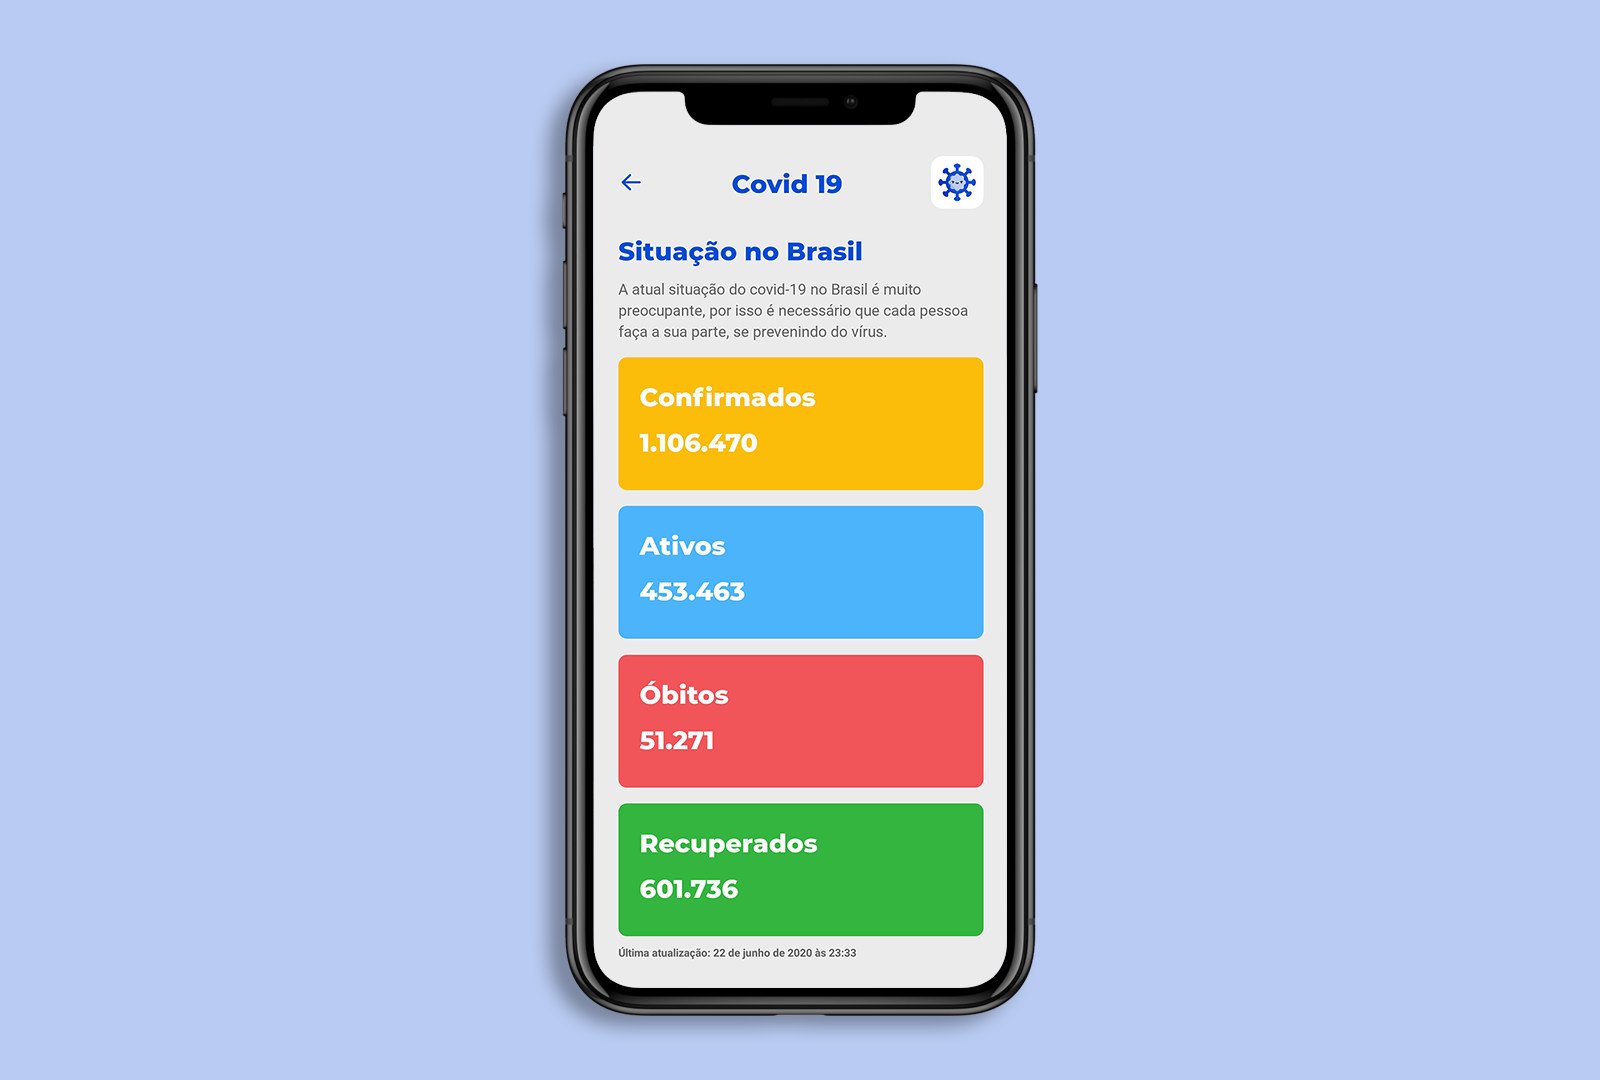 Covid 19
Situação no Brasil
A atual situação do covid-19 no Brasil é muito
preocupante, por isso é necessário que cada pessoa
faça a sua parte, se prevenindo do vírus.
Confirmados
1.106.470
Ativos
453.463
Óbitos
51.271
Recuperados
601.736
Última atualização: 22 de junho de 2020 às 23:33